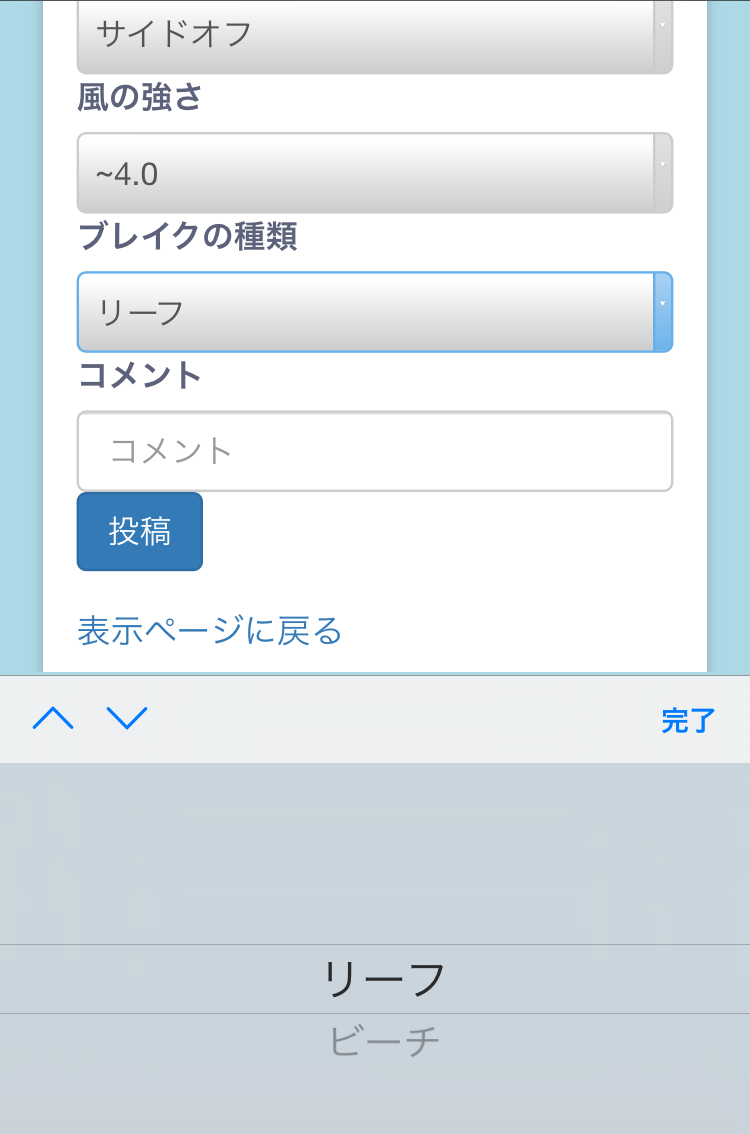 サイドオフ
風の強さ
~4.0
ブレイクの種類
リーフ
コメント
コメント
投稿
表示ページに戻る
完了
リーフ
ビーチ